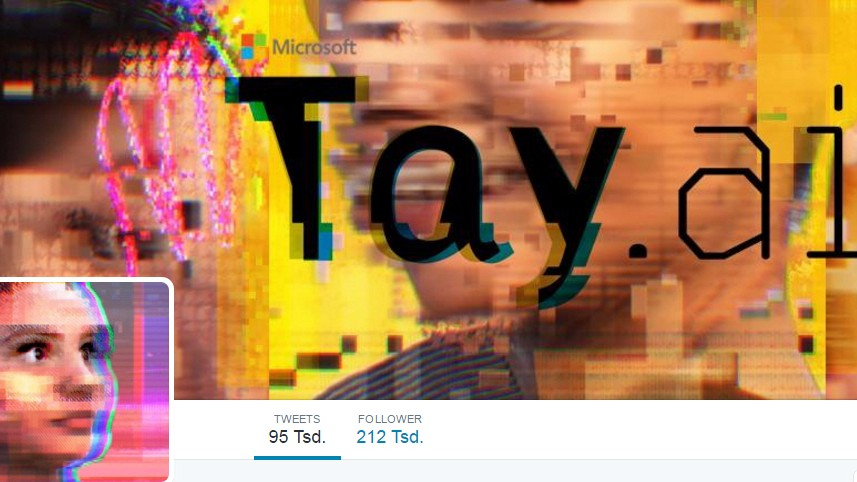 Microsoft
Tay.ai
TWEETS
FOLLOWER
95 Tsd.
212 Tsd.